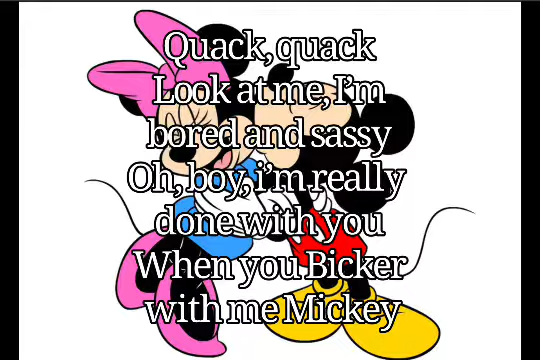 Quack, quack
Look at me, I'm
bored and sassy
Oh, boy, i'm really
done with you
When you Bicker
with me Mickey